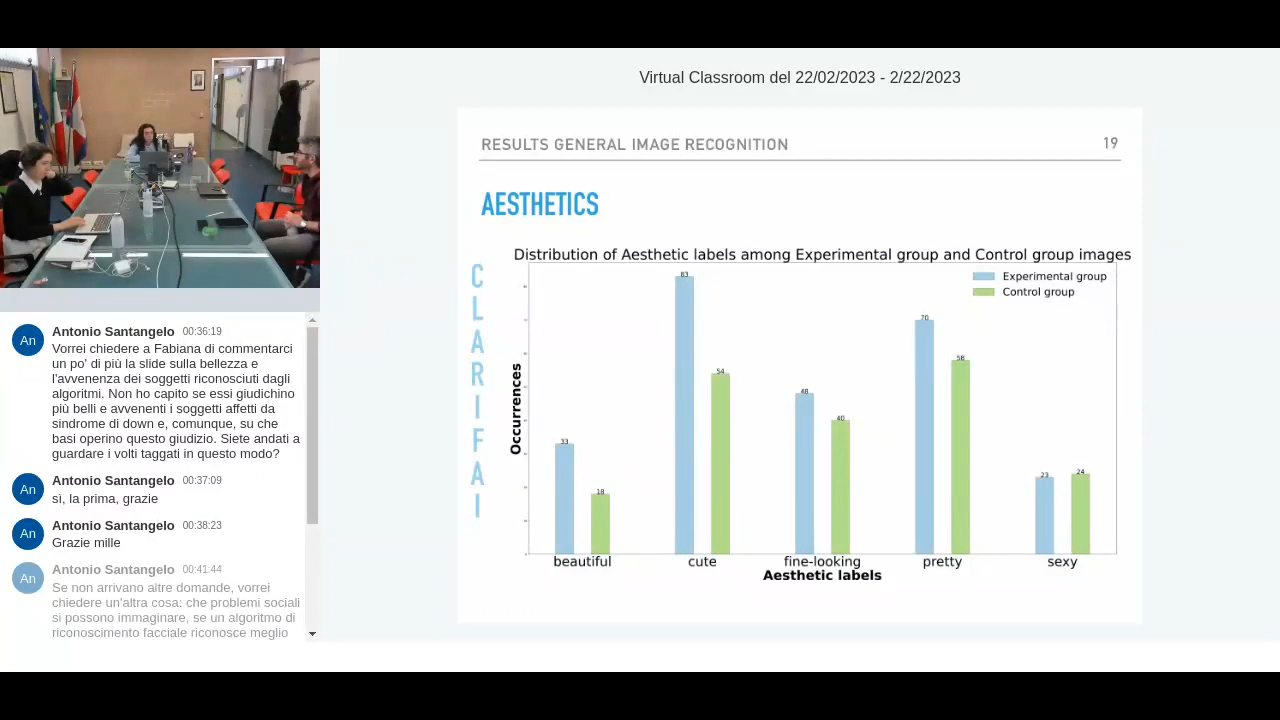 Virtual Classroom del 22/02/2023 - 2/22/2023
RESULTS GENERAL IMAGE RECOGNITION
19
AESTHETICS
CLARIFAI
Distribution of Aesthetic labels among Experimental group and Control group images
Experimental group
Control group
Occurrences
33
18
83
54
48
40
70
58
23
24
beautiful
cute
fine-looking
pretty
sexy
Aesthetic labels
An
Antonio Santangelo 00:36:19
Vorrei chiedere a Fabiana di commentarci
un po' di più la slide sulla bellezza e
l'avvenenza dei soggetti riconosciuti dagli
algoritmi. Non ho capito se essi giudichino
più belli e avvenenti i soggetti affetti da
sindrome di down e, comunque, su che
basi operino questo giudizio. Siete andati a
guardare i volti taggati in questo modo?
An
Antonio Santangelo 00:37:09
sì, la prima, grazie
An
Antonio Santangelo 00:38:23
Grazie mille
An
Antonio Santangelo 00:41:44
Se non arrivano altre domande, vorrei
chiedere un'altra cosa: che problemi sociali
si possono immaginare, se un algoritmo di
riconoscimento facciale riconosce meglio